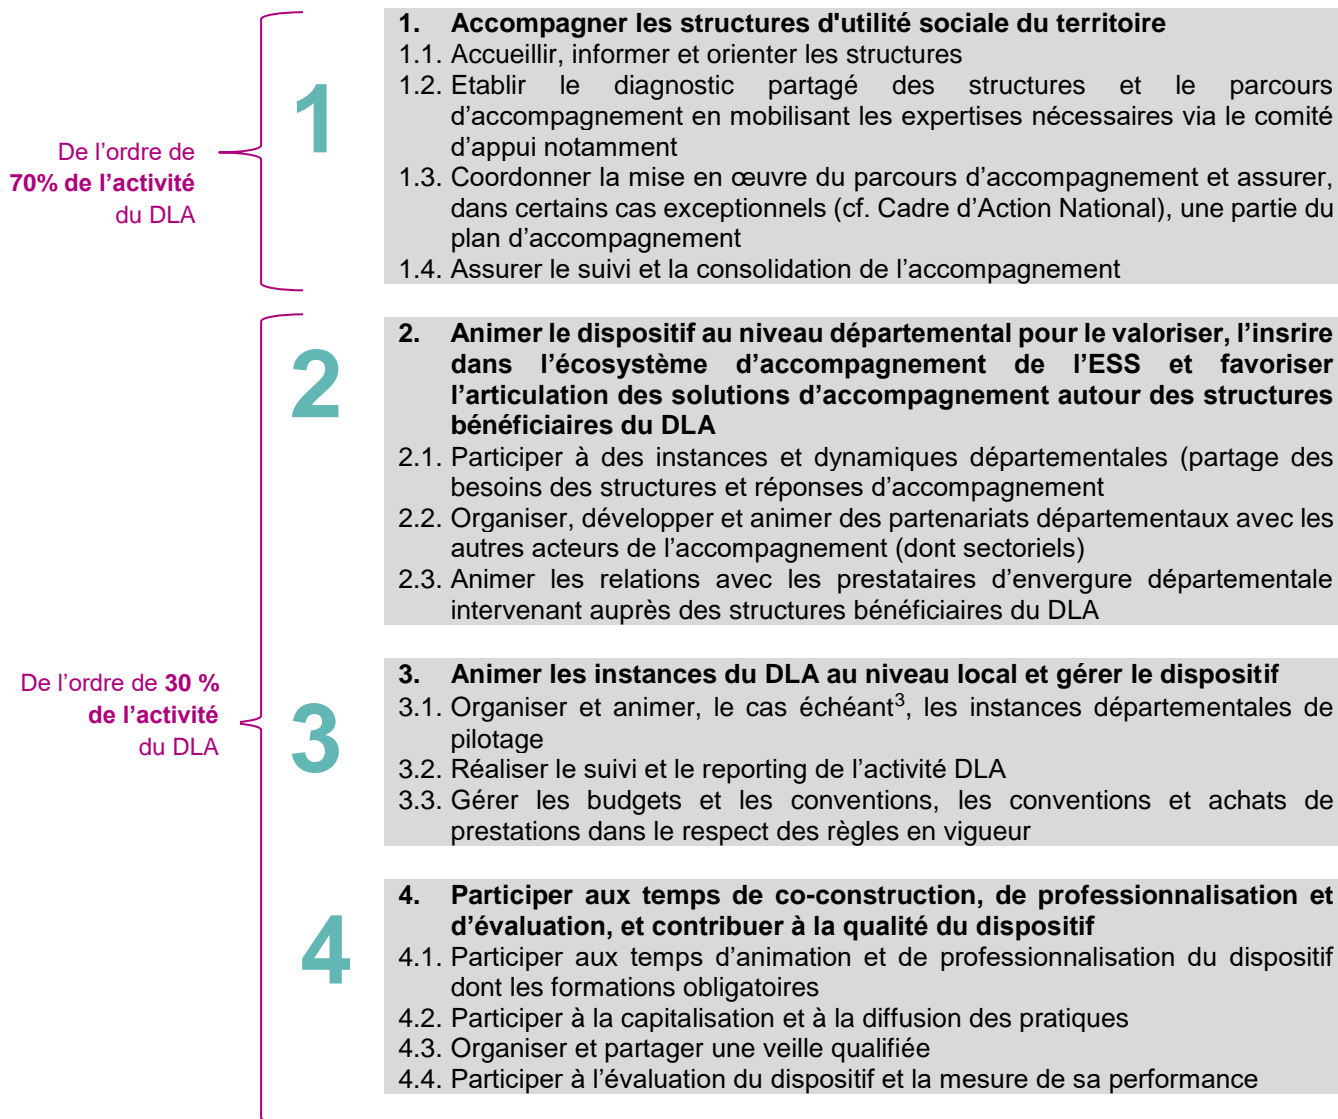 1
De l’ordre de
70% de l’activité
du DLA
1. Accompagner les structures d'utilité sociale du territoire
1.1. Accueillir, informer et orienter les structures
1.2. Etablir le diagnostic partagé des structures et le parcours
d’accompagnement en mobilisant les expertises nécessaires via le comité
d’appui notamment
1.3. Coordonner la mise en œuvre du parcours d’accompagnement et assurer,
dans certains cas exceptionnels (cf. Cadre d’Action National), une partie du
plan d’accompagnement
1.4. Assurer le suivi et la consolidation de l’accompagnement
2
2. Animer le dispositif au niveau départemental pour le valoriser, l’insrire
dans l’écosystème d’accompagnement de l’ESS et favoriser
l’articulation des solutions d’accompagnement autour des structures
bénéficiaires du DLA
2.1. Participer à des instances et dynamiques départementales (partage des
besoins des structures et réponses d’accompagnement
2.2. Organiser, développer et animer des partenariats départementaux avec les
autres acteurs de l’accompagnement (dont sectoriels)
2.3. Animer les relations avec les prestataires d’envergure départementale
intervenant auprès des structures bénéficiaires du DLA
De l’ordre de 30 %
de l’activité
du DLA
3
3. Animer les instances du DLA au niveau local et gérer le dispositif
3.1. Organiser et animer, le cas échéant³, les instances départementales de
pilotage
3.2. Réaliser le suivi et le reporting de l’activité DLA
3.3. Gérer les budgets et les conventions, les conventions et achats de
prestations dans le respect des règles en vigueur
4
4. Participer aux temps de co-construction, de professionnalisation et
d’évaluation, et contribuer à la qualité du dispositif
4.1. Participer aux temps d’animation et de professionnalisation du dispositif
dont les formations obligatoires
4.2. Participer à la capitalisation et à la diffusion des pratiques
4.3. Organiser et partager une veille qualifiée
4.4. Participer à l’évaluation du dispositif et la mesure de sa performance